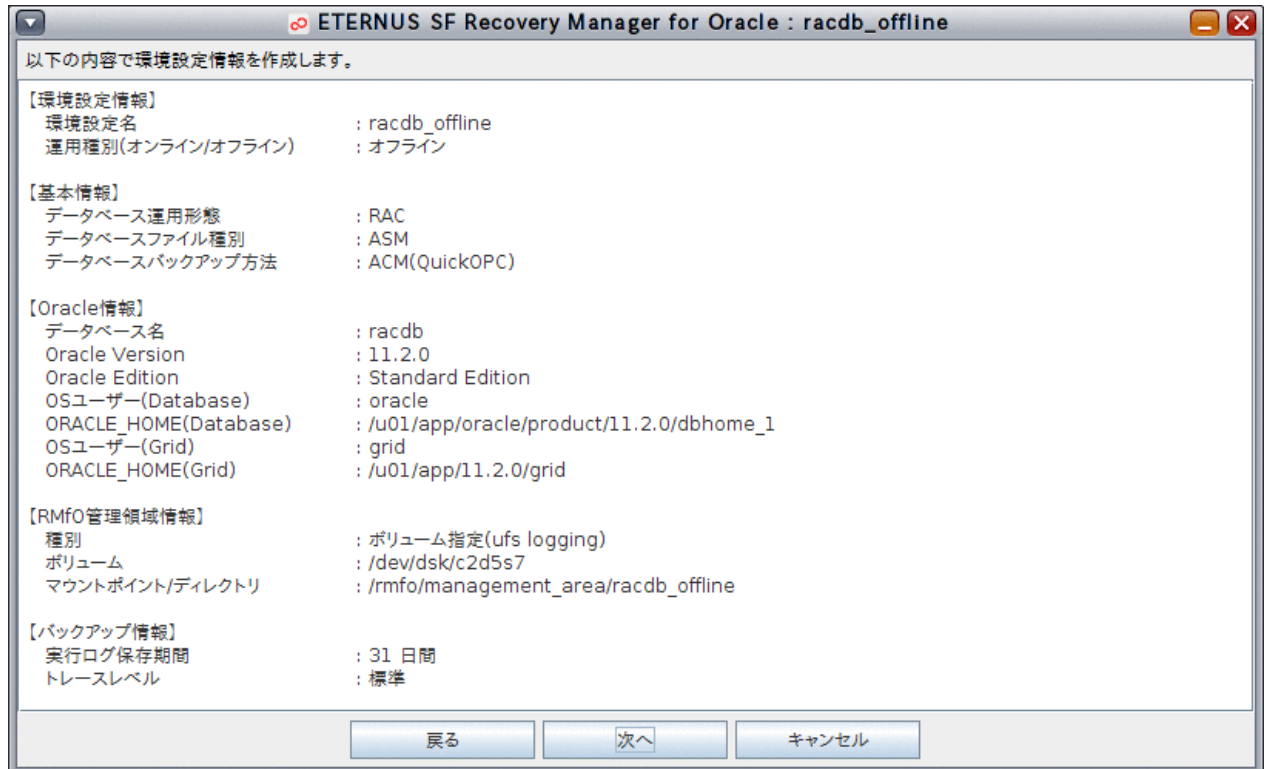 ETERNUS SF Recovery Manager for Oracle : racdb_offline
以下の内容で環境設定情報を作成します。
【環境設定情報】
環境設定名 : racdb_offline
運用種別(オンライン/オフライン) : オフライン
【基本情報】
データベース運用形態 : RAC
データベースファイル種別 : ASM
データベースバックアップ方法 : ACM(QuickOPC)
【Oracle情報】
データベース名 : racdb
Oracle Version : 11.2.0
Oracle Edition : Standard Edition
OSユーザー(Database) : oracle
ORACLE_HOME(Database) : /u01/app/oracle/product/11.2.0/dbhome_1
OSユーザー(Grid) : grid
ORACLE_HOME(Grid) : /u01/app/11.2.0/grid
【RMfO管理領域情報】
種別 : ボリューム指定(ufs logging)
ボリューム : /dev/dsk/c2d5s7
マウントポイント/ディレクトリ : /rmfo/management_area/racdb_offline
【バックアップ情報】
実行ログ保存期間 : 31 日間
トレースレベル : 標準
戻る 次へ キャンセル